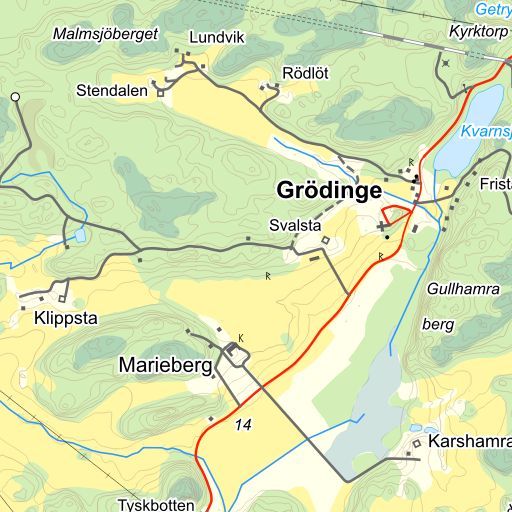 Getry
Kyrktorp
Malmsjöberget
Lundvik
Rödlöt
Stendalen
Kvarnsj
R
Grödinge
Frista
Svalsta
R
R
Gullhamra
berg
Klippsta
K
Marieberg
14
Karshamra
Tyskbotten